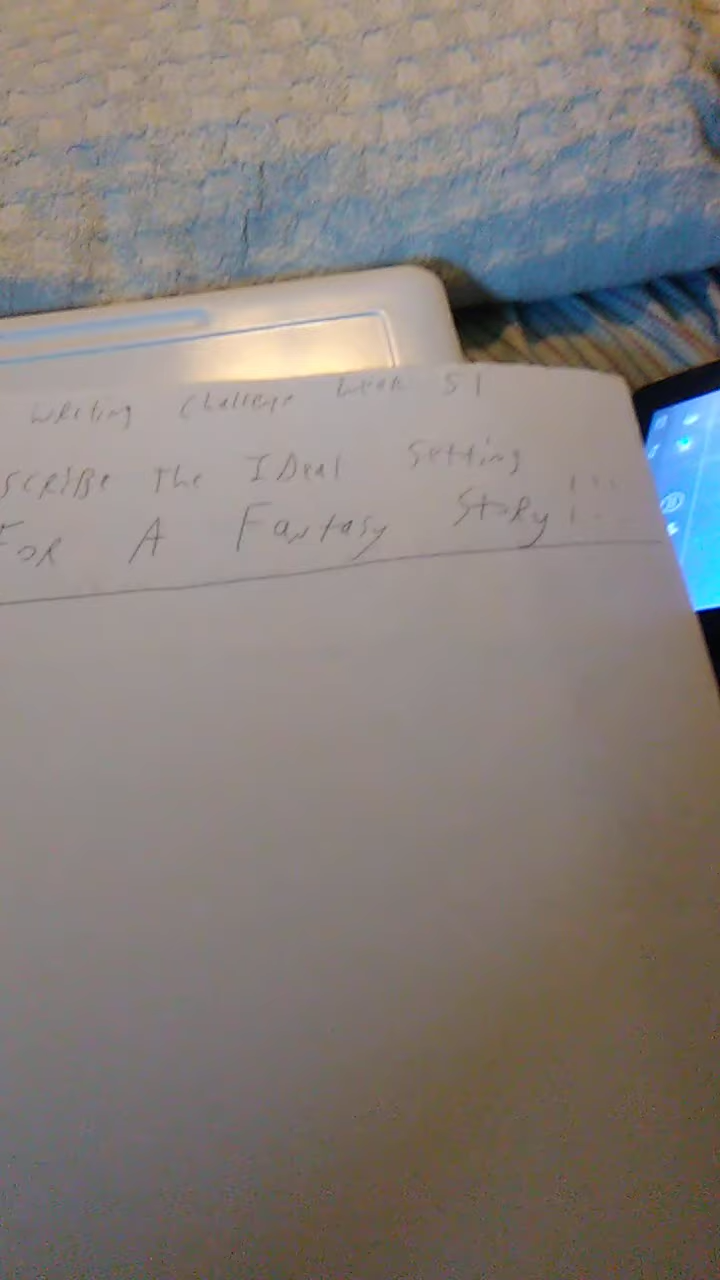 Writing Challenge Week 51
scribe The IDeal Setting
For A Fantasy Story!!!